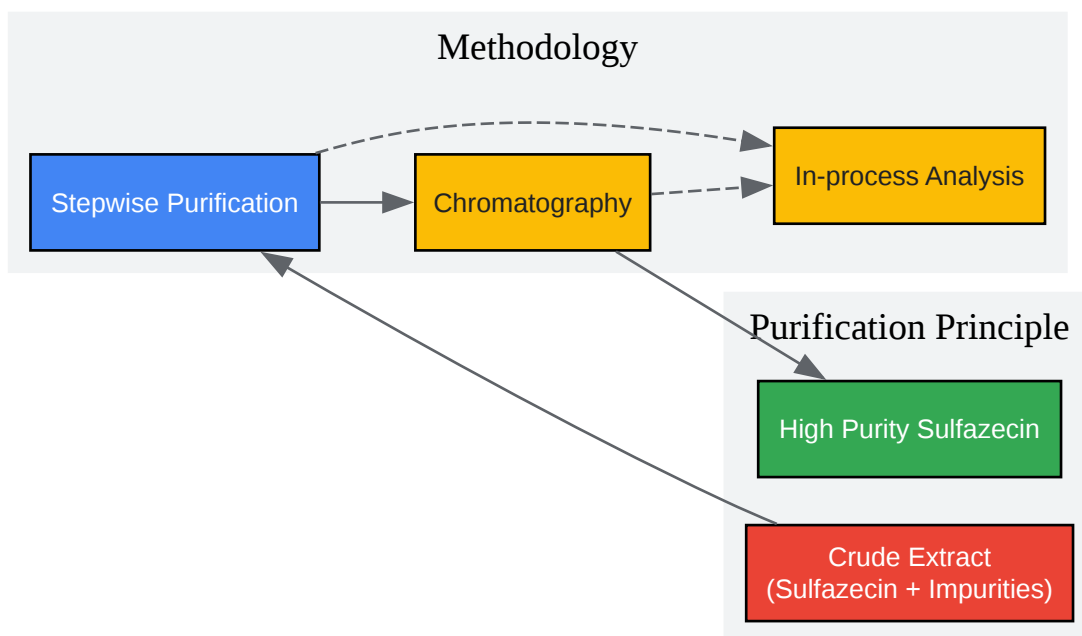 Methodology
Stepwise Purification
Chromatography
In-process Analysis
Purification Principle
High Purity Sulfazecin
Crude Extract
(Sulfazecin + Impurities)